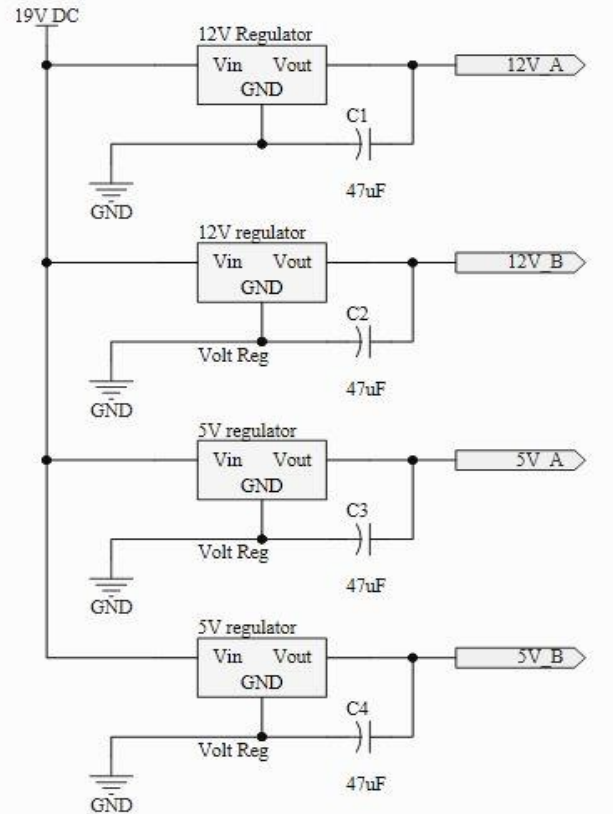 19V DC
12V Regulator
Vin Vout
GND
12V_A
C1
47uF
GND
12V regulator
Vin Vout
GND
12V_B
C2
Volt Reg
47uF
GND
5V regulator
Vin Vout
GND
5V_A
C3
Volt Reg
47uF
GND
5V regulator
Vin Vout
GND
5V_B
C4
Volt Reg
47uF
GND